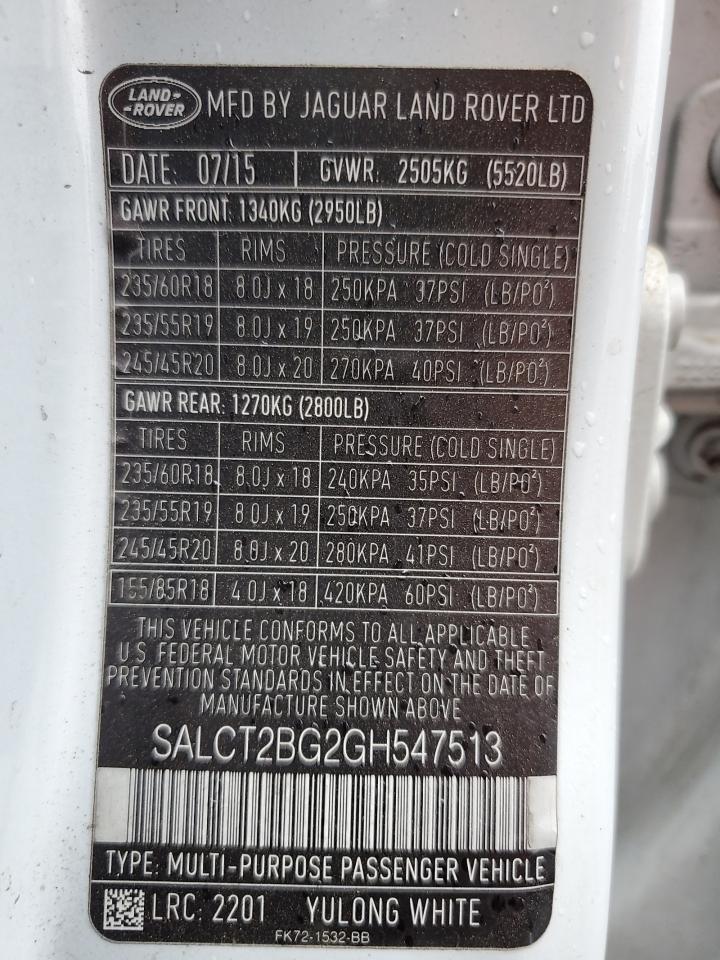 LAND-
-ROVER
MFD BY JAGUAR LAND ROVER LTD
DATE: 07/15 GVWR: 2505KG (5520LB)
GAWR FRONT: 1340KG (2950LB)
TIRES RIMS PRESSURE (COLD SINGLE)
235/60R18 8.0J x 18 250KPA 37PSI (LB/PO²)
235/55R19 8.0J x 19 250KPA 37PSI (LB/PO²)
245/45R20 8.0J x 20 270KPA 40PSI (LB/PO²)
GAWR REAR: 1270KG (2800LB)
TIRES RIMS PRESSURE (COLD SINGLE)
235/60R18 8.0J x 18 240KPA 35PSI (LB/PO²)
235/55R19 8.0J x 19 250KPA 37PSI (LB/PO²)
245/45R20 8.0J x 20 280KPA 41PSI (LB/PO²)
155/85R18 4.0J x 18 420KPA 60PSI (LB/PO²)
THIS VEHICLE CONFORMS TO ALL APPLICABLE
U.S. FEDERAL MOTOR VEHICLE SAFETY AND THEFT
PREVENTION STANDARDS IN EFFECT ON THE DATE OF
MANUFACTURE SHOWN ABOVE
SALCT2BG2GH547513
TYPE: MULTI-PURPOSE PASSENGER VEHICLE
LRC: 2201 YULONG WHITE
FK72-1532-BB